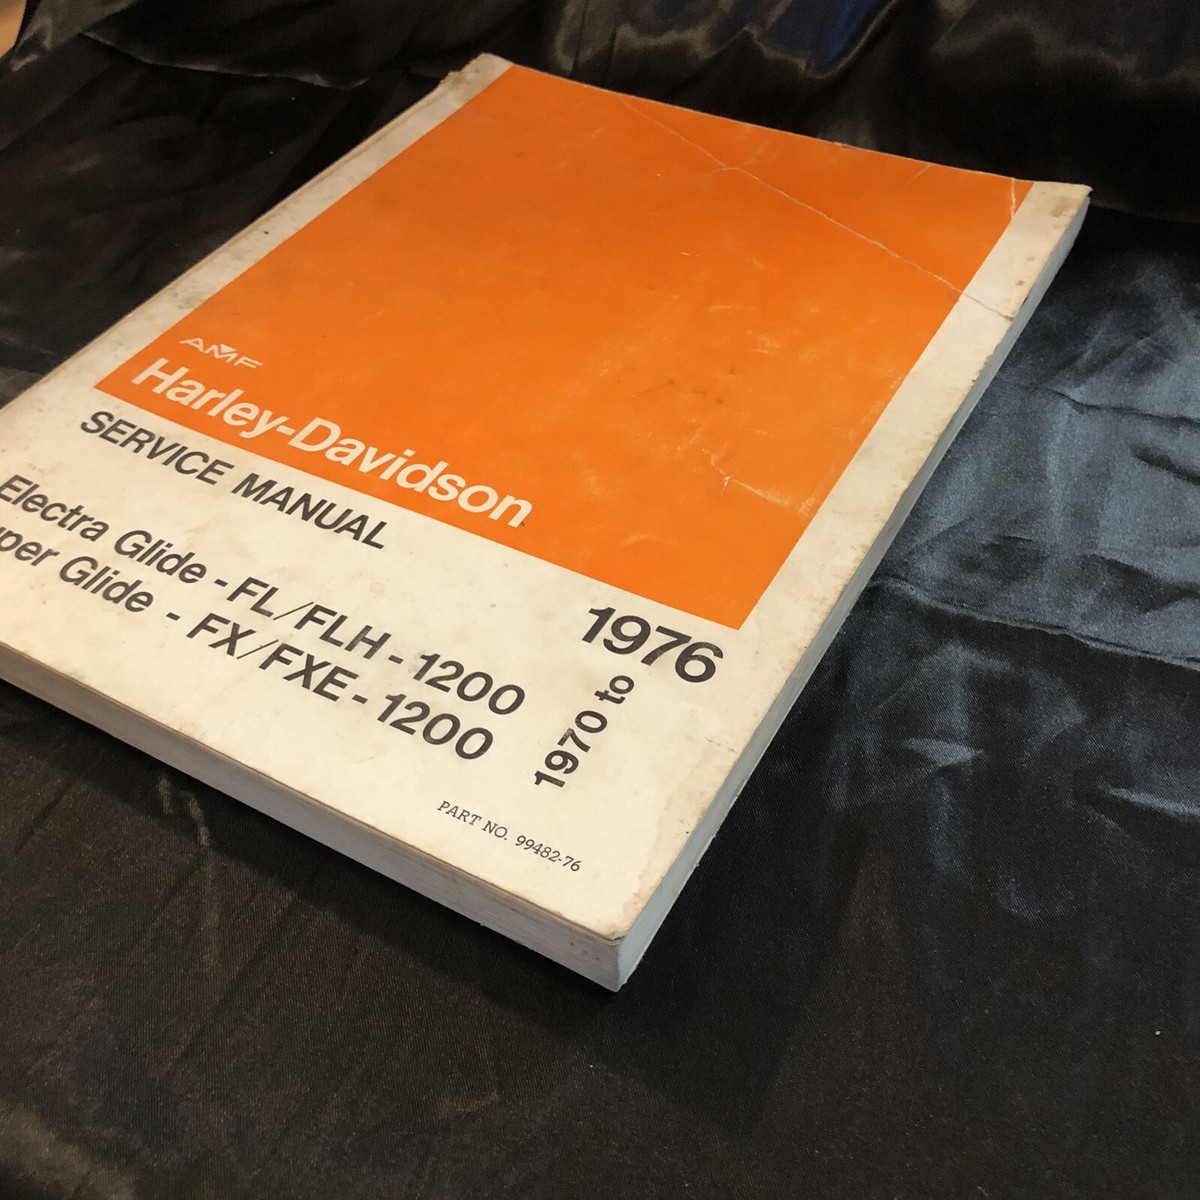 AMF
Harley-Davidson
SERVICE MANUAL
Electra Glide - FL/FLH - 1200
uper Glide - FX/FXE - 1200
1970 to
1976
PART NO. 99482-76